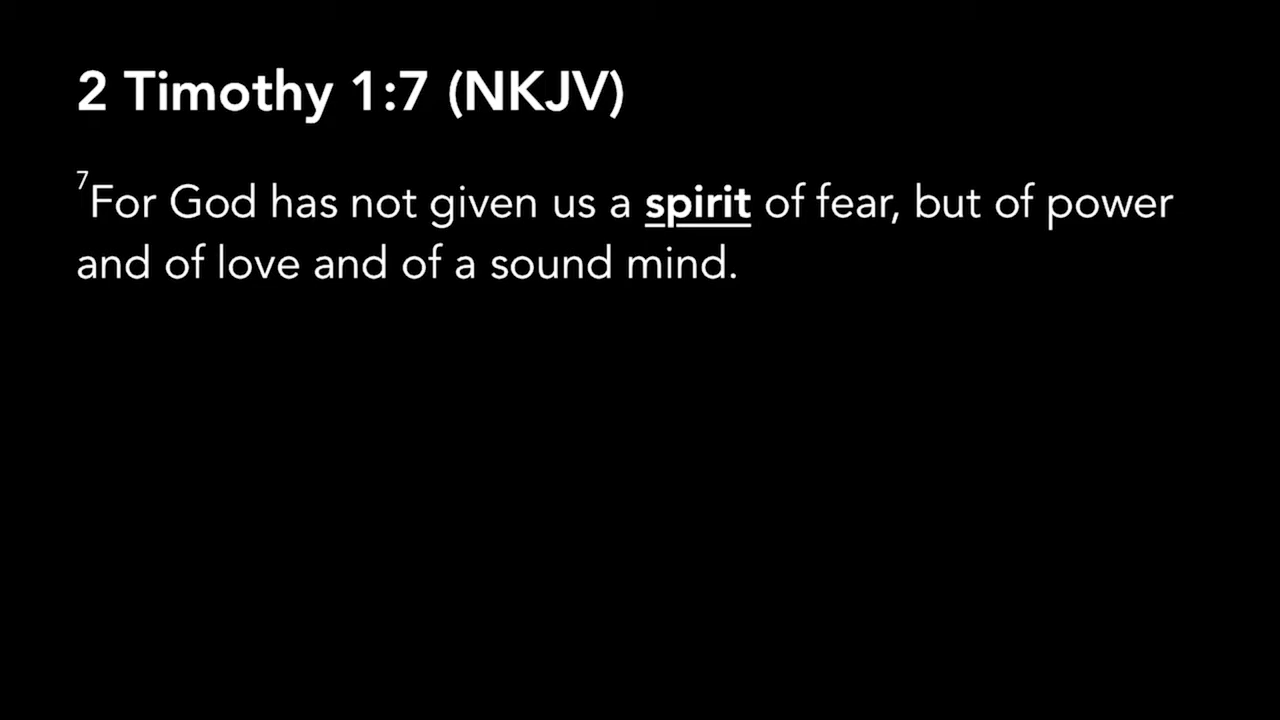 2 Timothy 1:7 (NKJV)
⁷For God has not given us a spirit of fear, but of power
and of love and of a sound mind.